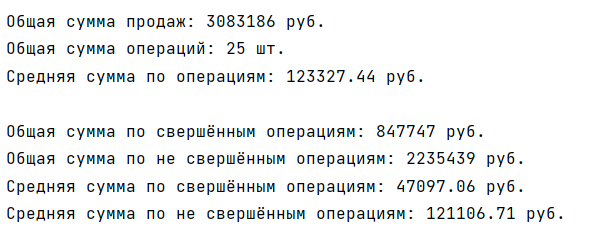 Общая сумма продаж: 3083186 руб.
Общая сумма операций: 25 шт.
Средняя сумма по операциям: 123327.44 руб.
Общая сумма по свершённым операциям: 847747 руб.
Общая сумма по не свершённым операциям: 2235439 руб.
Средняя сумма по свершённым операциям: 47097.06 руб.
Средняя сумма по не свершённым операциям: 121106.71 руб.